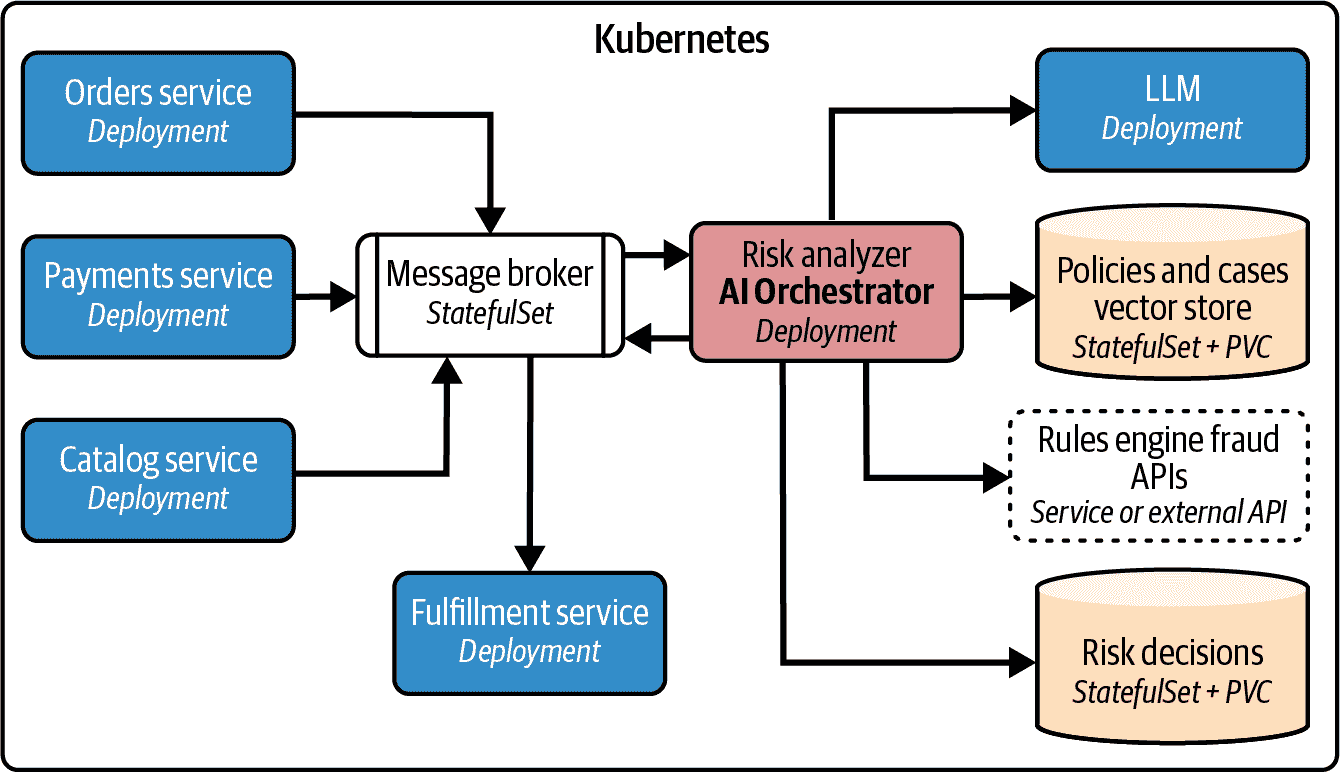 Kubernetes
Orders service
Deployment
Payments service
Deployment
Catalog service
Deployment
Message broker
StatefulSet
Fulfillment service
Deployment
Risk analyzer
AI Orchestrator
Deployment
LLM
Deployment
Policies and cases
vector store
StatefulSet + PVC
Rules engine fraud
APIs
Service or external API
Risk decisions
StatefulSet + PVC